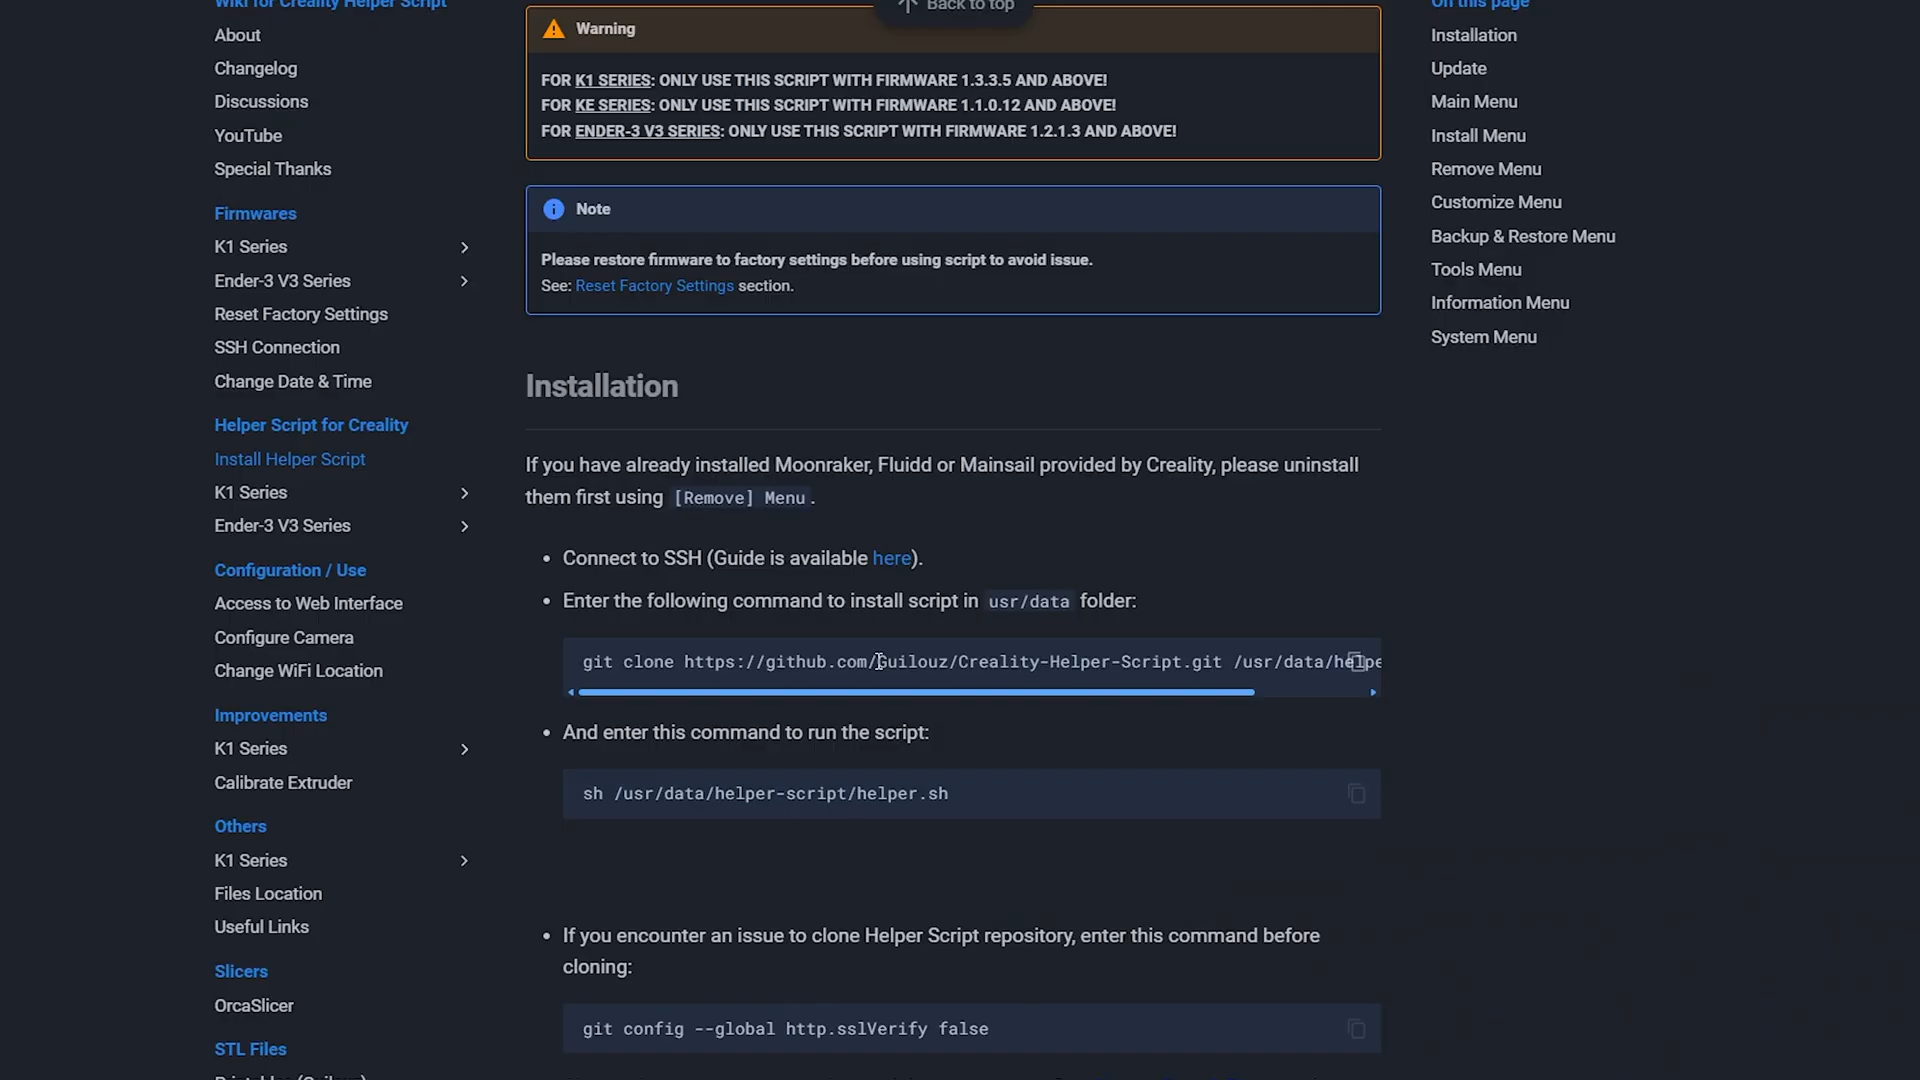 Wiki for Creality Helper Script
About
Changelog
Discussions
YouTube
Special Thanks
Firmwares
K1 Series
Ender-3 V3 Series
Reset Factory Settings
SSH Connection
Change Date & Time
Helper Script for Creality
Install Helper Script
K1 Series
Ender-3 V3 Series
Configuration / Use
Access to Web Interface
Configure Camera
Change WiFi Location
Improvements
K1 Series
Calibrate Extruder
Others
K1 Series
Files Location
Useful Links
Slicers
OrcaSlicer
STL Files
Back to top
Warning
FOR K1 SERIES: ONLY USE THIS SCRIPT WITH FIRMWARE 1.3.3.5 AND ABOVE!
FOR KE SERIES: ONLY USE THIS SCRIPT WITH FIRMWARE 1.1.0.12 AND ABOVE!
FOR ENDER-3 V3 SERIES: ONLY USE THIS SCRIPT WITH FIRMWARE 1.2.1.3 AND ABOVE!
Note
Please restore firmware to factory settings before using script to avoid issue.
See: Reset Factory Settings section.
Installation
If you have already installed Moonraker, Fluidd or Mainsail provided by Creality, please uninstall
them first using [Remove] Menu.
• Connect to SSH (Guide is available here).
• Enter the following command to install script in usr/data folder:
git clone https://github.com/Guilouz/Creality-Helper-Script.git /usr/data/helpe
• And enter this command to run the script:
sh /usr/data/helper-script/helper.sh
• If you encounter an issue to clone Helper Script repository, enter this command before
cloning:
git config --global http.sslVerify false
On this page
Installation
Update
Main Menu
Install Menu
Remove Menu
Customize Menu
Backup & Restore Menu
Tools Menu
Information Menu
System Menu